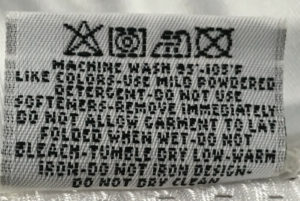 MACHINE WASH 85°-105°F
LIKE COLORS-USE MILD POWDERED
DETERGENT-DO NOT USE
SOFTENERS-REMOVE IMMEDIATELY
DO NOT ALLOW GARMENT TO LAY
FOLDED WHEN WET-DO NOT
BLEACH-TUMBLE DRY LOW-WARM
IRON-DO NOT IRON DESIGN-
DO NOT DRY CLEAN